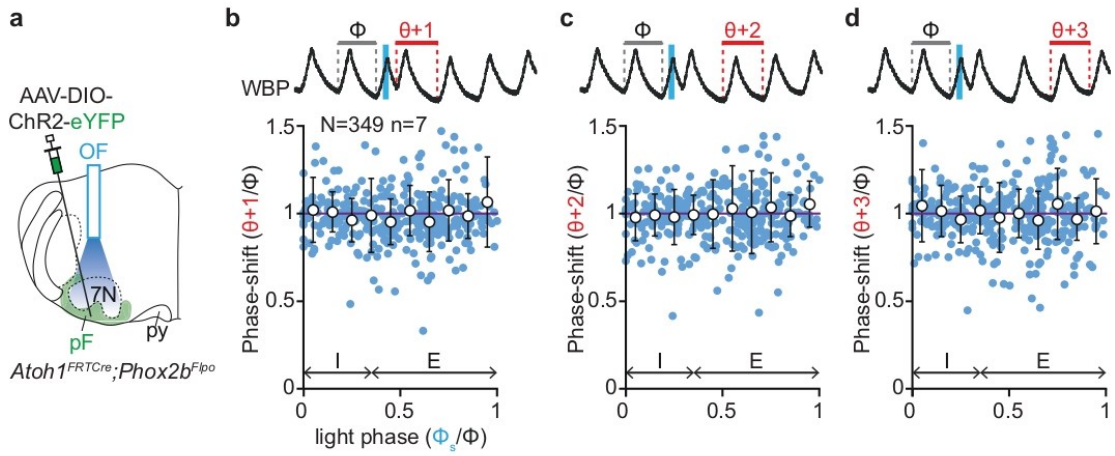 a
AAV-DIO-
ChR2-eYFP
OF
7N
pF
py
Atoh1FRTCre;Phox2bFlpo
b
Φ
θ+1
WBP
N=349 n=7
1.5
1
0.5
0
Phase-shift (θ+1/Φ)
I
E
0
0.5
1
light phase (Φs/Φ)
c
Φ
θ+2
1.5
1
0.5
0
Phase-shift (θ+2/Φ)
I
E
0
0.5
1
d
Φ
θ+3
1.5
1
0.5
0
Phase-shift (θ+3/Φ)
I
E
0
0.5
1